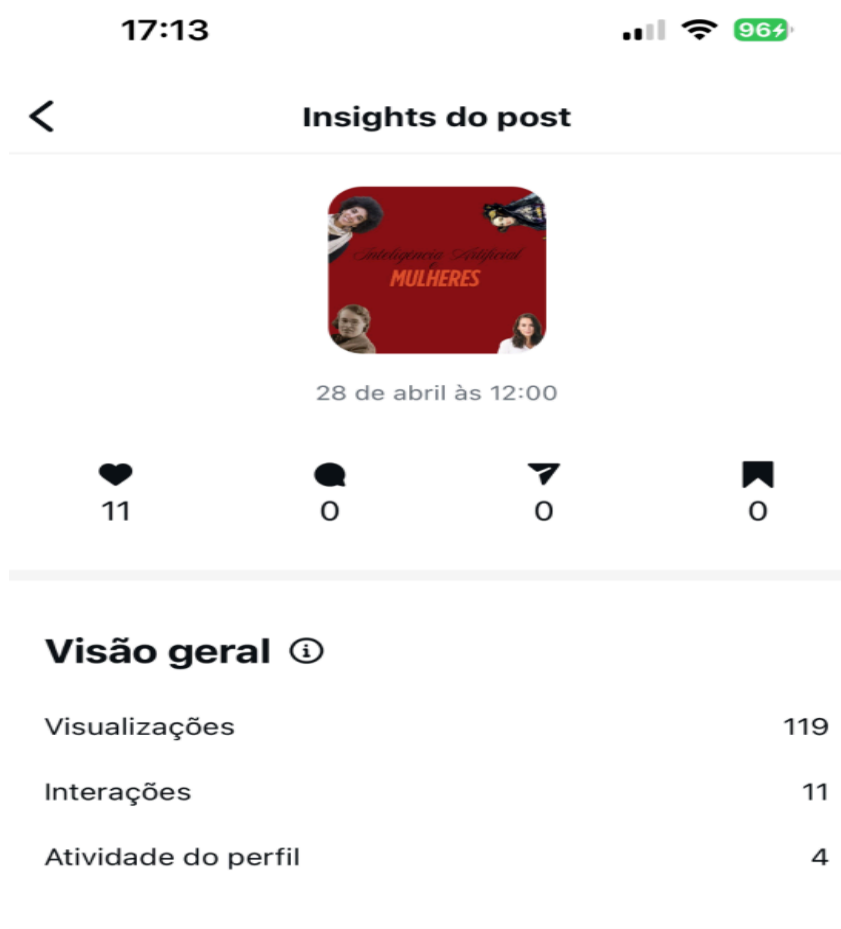 17:13
96
Insights do post
Inteligência Artificial
e
MULHERES
28 de abril às 12:00
11 0 0 0
Visão geral
Visualizações 119
Interações 11
Atividade do perfil 4